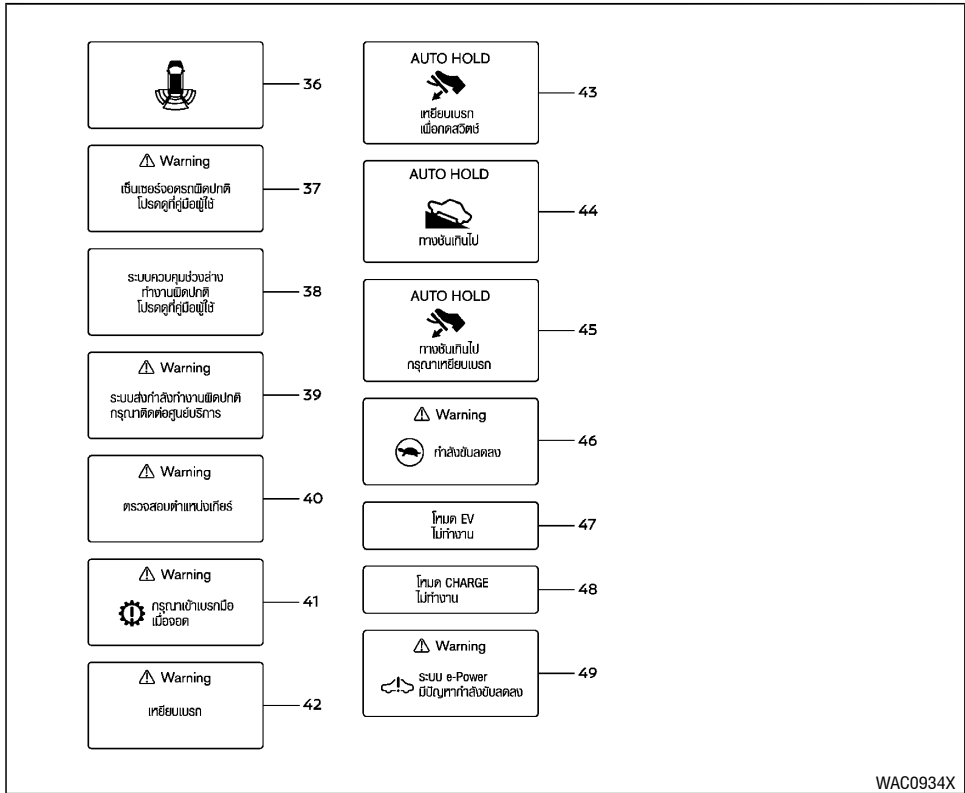 36
⚠ Warning
เซ็นเซอร์จอดรถผิดปกติ
โปรดดูที่คู่มือผู้ใช้
37
ระบบควบคุมช่วงล่าง
ทำงานผิดปกติ
โปรดดูที่คู่มือผู้ใช้
38
⚠ Warning
ระบบส่งกำลังทำงานผิดปกติ
กรุณาติดต่อศูนย์บริการ
39
⚠ Warning
ตรวจสอบตำแหน่งเกียร์
40
⚠ Warning
กรุณาเข้าเบรกมือ
เมื่อจอด
41
⚠ Warning
เหยียบเบรก
42
AUTO HOLD
เหยียบเบรก
เพื่อกดสวิตช์
43
AUTO HOLD
ทางชันเกินไป
44
AUTO HOLD
ทางชันเกินไป
กรุณาเหยียบเบรก
45
⚠ Warning
กำลังขับลดลง
46
โหมด EV
ไม่ทำงาน
47
โหมด CHARGE
ไม่ทำงาน
48
⚠ Warning
ระบบ e-Power
มีปัญหากำลังขับลดลง
49
WAC0934X